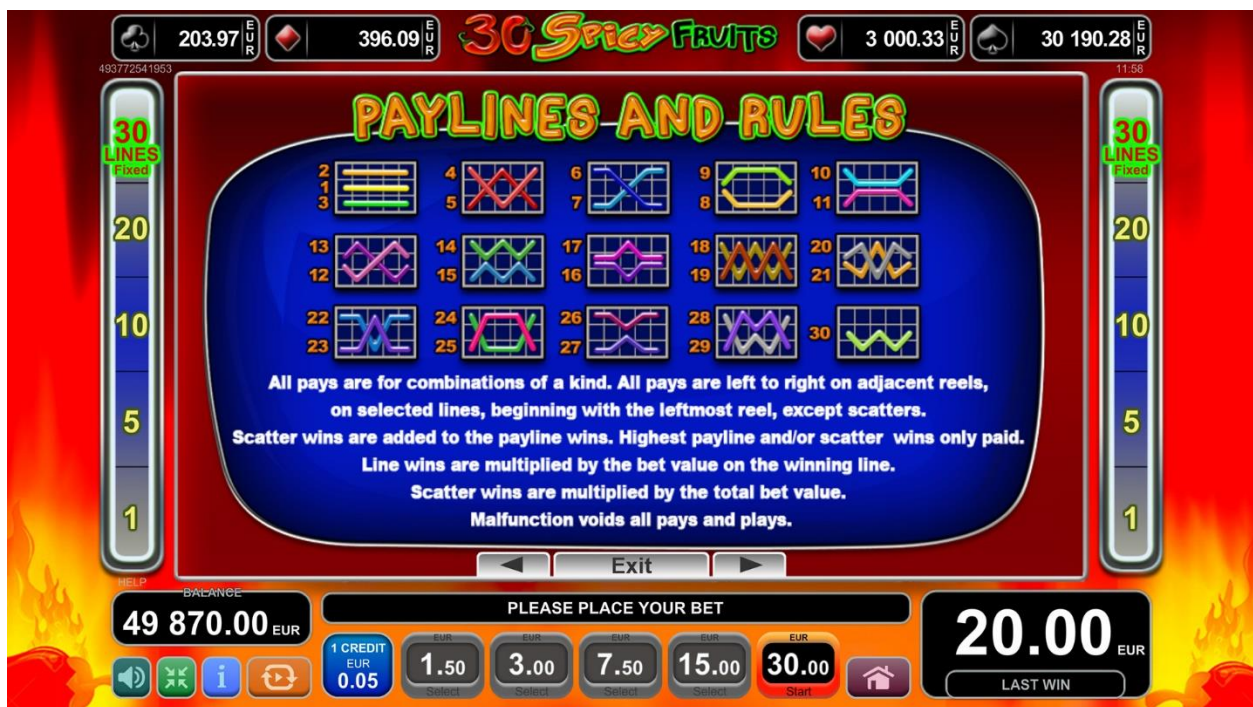 203.97 EUR
396.09 EUR
30 SPICY FRUITS
3 000.33 EUR
30 190.28 EUR
493772541953
11:58
PAYLINES AND RULES
30
LINES
Fixed
20
10
5
1
30
LINES
Fixed
20
10
5
1
2
1
3
4
5
6
7
9
8
10
11
13
12
14
15
17
16
18
19
20
21
22
23
24
25
26
27
28
29
30
All pays are for combinations of a kind. All pays are left to right on adjacent reels,
on selected lines, beginning with the leftmost reel, except scatters.
Scatter wins are added to the payline wins. Highest payline and/or scatter wins only paid.
Line wins are multiplied by the bet value on the winning line.
Scatter wins are multiplied by the total bet value.
Malfunction voids all pays and plays.
Exit
HELP
BALANCE
49 870.00 EUR
PLEASE PLACE YOUR BET
1 CREDIT
EUR
0.05
EUR
1.50
Select
EUR
3.00
Select
EUR
7.50
Select
EUR
15.00
Select
EUR
30.00
Start
20.00 EUR
LAST WIN